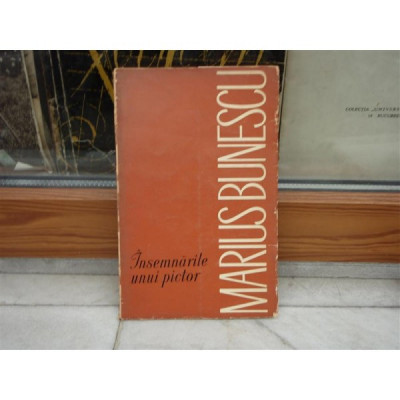 MARIUS BUNESCU
Însemnările
unui pictor